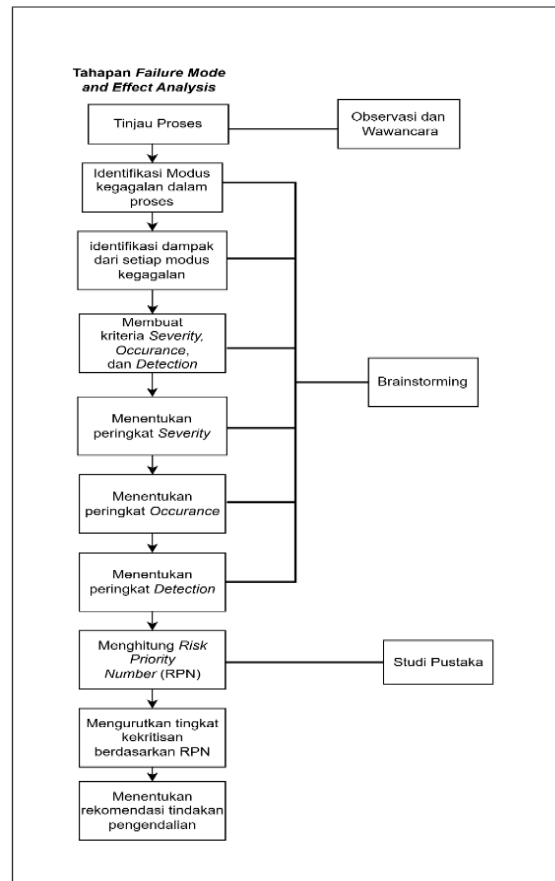 Tahapan Failure Mode
and Effect Analysis
Tinjau Proses
Observasi dan
Wawancara
Identifikasi Modus
kegagalan dalam
proses
identifikasi dampak
dari setiap modus
kegagalan
Membuat
kriteria Severity,
Occurance,
dan Detection
Brainstorming
Menentukan
peringkat Severity
Menentukan
peringkat Occurance
Menentukan
peringkat Detection
Menghitung Risk
Priority
Number (RPN)
Studi Pustaka
Mengurutkan tingkat
kekritisan
berdasarkan RPN
Menentukan
rekomendasi tindakan
pengendalian